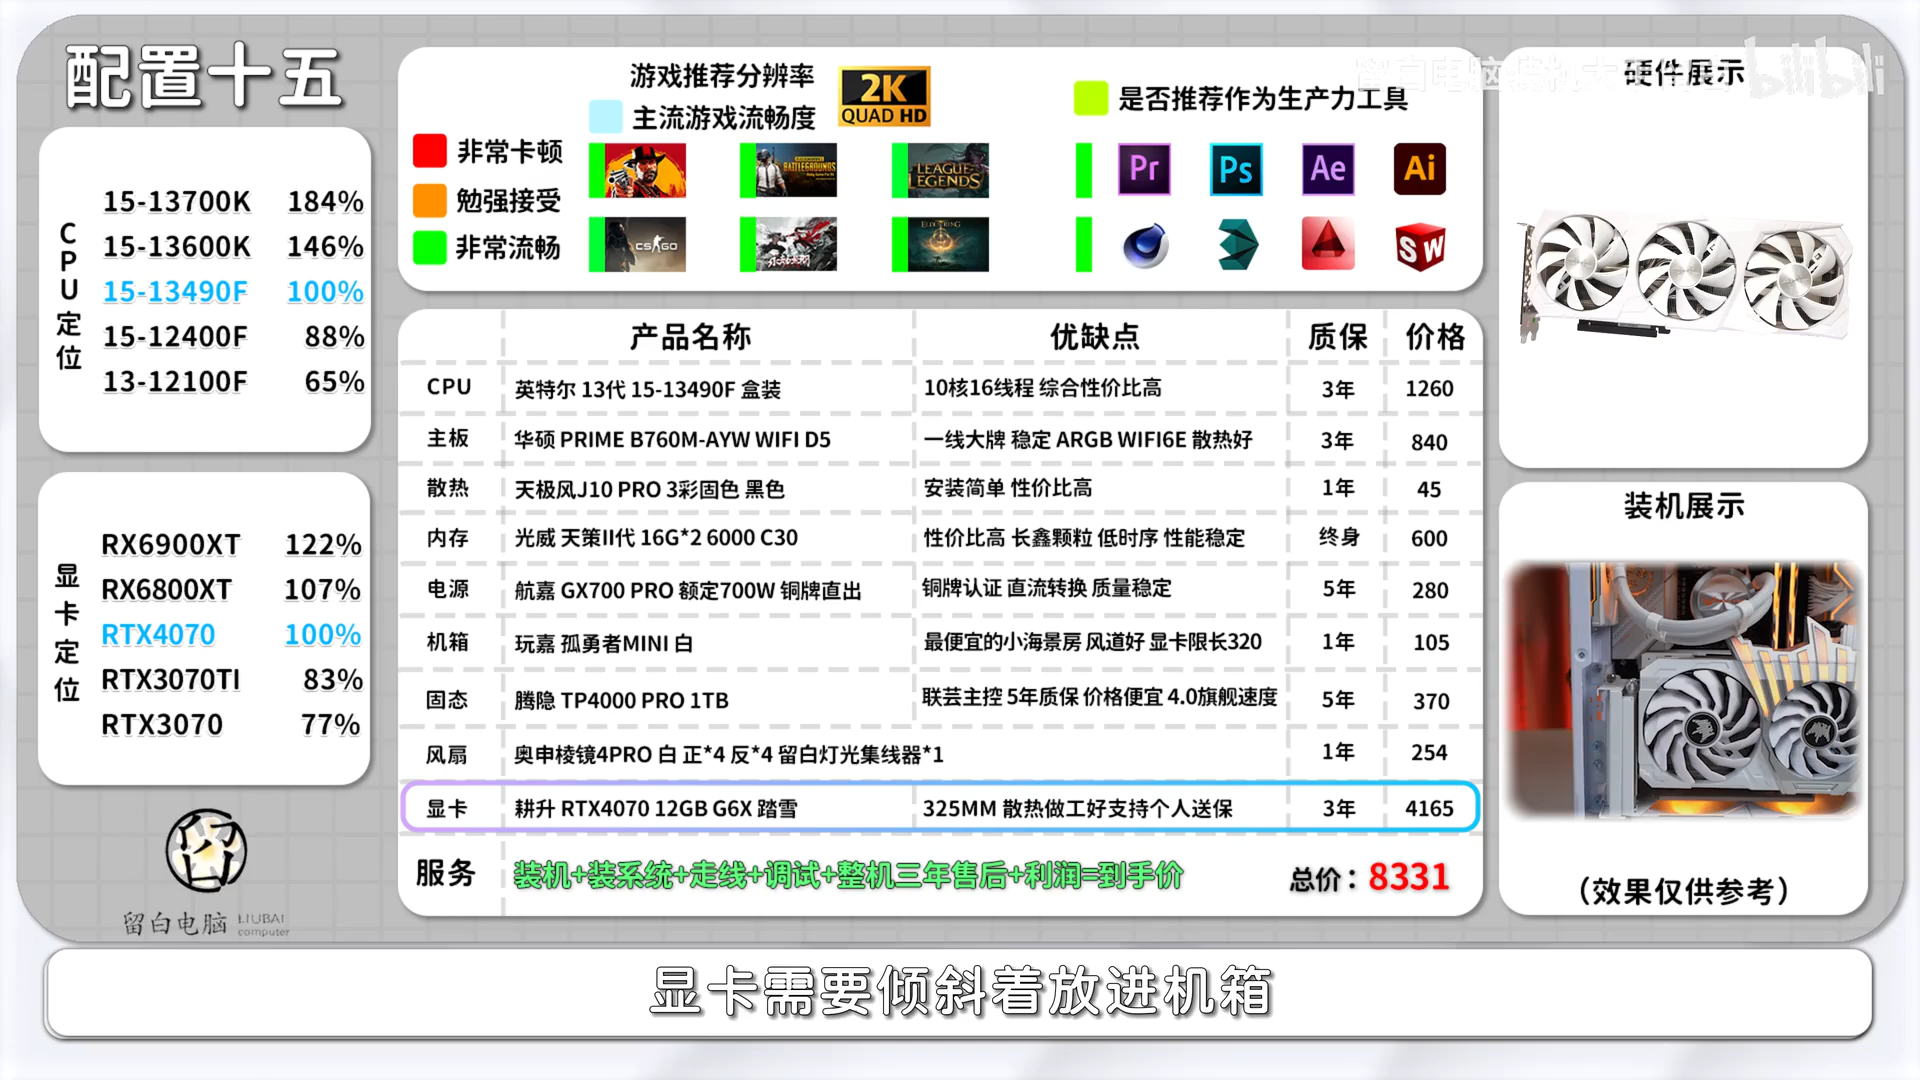 配置十五
CPU定位
15-13700K 184%
15-13600K 146%
15-13490F 100%
15-12400F 88%
13-12100F 65%
显卡定位
RX6900XT 122%
RX6800XT 107%
RTX4070 100%
RTX3070TI 83%
RTX3070 77%
留白电脑 LIUBAI computer
游戏推荐分辨率
主流游戏流畅度
2K
QUAD HD
非常卡顿
勉强接受
非常流畅
BATTLEGROUNDS
LEAGUE LEGENDS
CS GO
永劫无间
ELDEN RING
是否推荐作为生产力工具
Pr Ps Ae Ai
SW
产品名称 优缺点 质保 价格
CPU 英特尔 13代 15-13490F 盒装 10核16线程 综合性价比高 3年 1260
主板 华硕 PRIME B760M-AYW WIFI D5 一线大牌 稳定 ARGB WIFI6E 散热好 3年 840
散热 天极风J10 PRO 3彩固色 黑色 安装简单 性价比高 1年 45
内存 光威 天策II代 16G*2 6000 C30 性价比高 长鑫颗粒 低时序 性能稳定 终身 600
电源 航嘉 GX700 PRO 额定700W 铜牌直出 铜牌认证 直流转换 质量稳定 5年 280
机箱 玩嘉 孤勇者MINI 白 最便宜的小海景房 风道好 显卡限长320 1年 105
固态 腾隐 TP4000 PRO 1TB 联芸主控 5年质保 价格便宜 4.0旗舰速度 5年 370
风扇 奥申棱镜4PRO 白 正*4 反*4 留白灯光集线器*1 1年 254
显卡 耕升 RTX4070 12GB G6X 踏雪 325MM 散热做工好支持个人送保 3年 4165
服务 装机+装系统+走线+调试+整机三年售后+利润=到手价 总价：8331
硬件展示
bilibili
装机展示
（效果仅供参考）
显卡需要倾斜着放进机箱